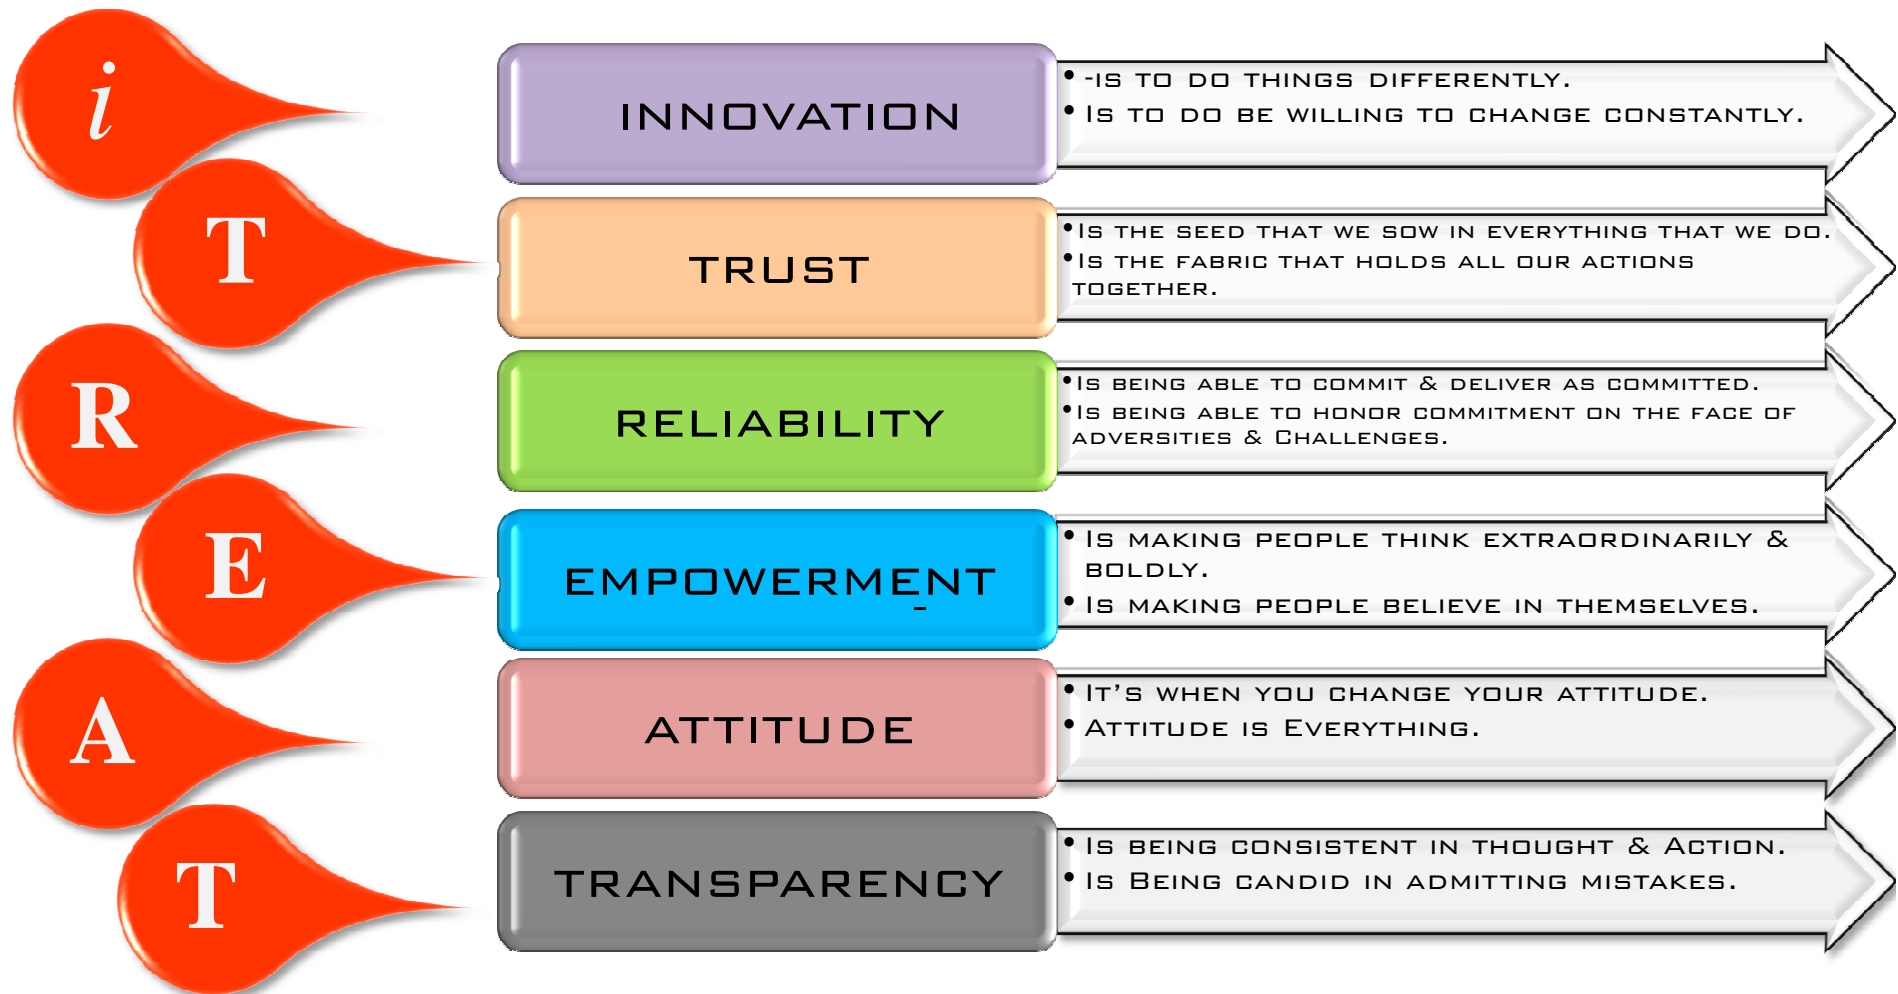 i
INNOVATION
• -IS TO DO THINGS DIFFERENTLY.
• IS TO DO BE WILLING TO CHANGE CONSTANTLY.
T
TRUST
• IS THE SEED THAT WE SOW IN EVERYTHING THAT WE DO.
• IS THE FABRIC THAT HOLDS ALL OUR ACTIONS
TOGETHER.
R
RELIABILITY
• IS BEING ABLE TO COMMIT & DELIVER AS COMMITTED.
• IS BEING ABLE TO HONOR COMMITMENT ON THE FACE OF
ADVERSITIES & CHALLENGES.
E
EMPOWERMENT
• IS MAKING PEOPLE THINK EXTRAORDINARILY &
BOLDLY.
• IS MAKING PEOPLE BELIEVE IN THEMSELVES.
A
ATTITUDE
• IT’S WHEN YOU CHANGE YOUR ATTITUDE.
• ATTITUDE IS EVERYTHING.
T
TRANSPARENCY
• IS BEING CONSISTENT IN THOUGHT & ACTION.
• IS BEING CANDID IN ADMITTING MISTAKES.